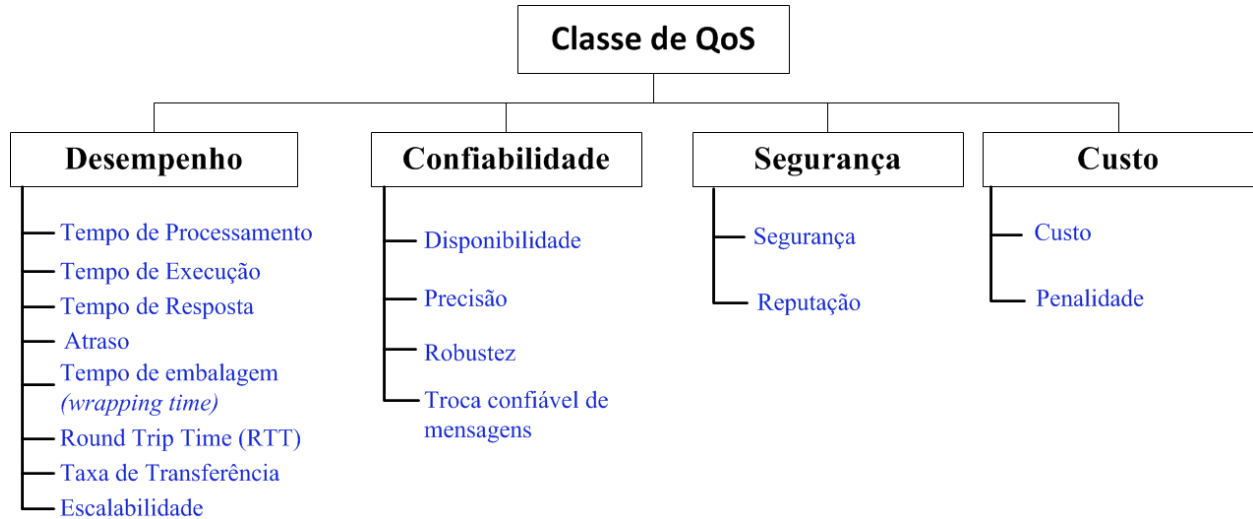 Classe de QoS
Desempenho
Tempo de Processamento
Tempo de Execução
Tempo de Resposta
Atraso
Tempo de embalagem
(wrapping time)
Round Trip Time (RTT)
Taxa de Transferência
Escalabilidade
Confiabilidade
Disponibilidade
Precisão
Robustez
Troca confiável de
mensagens
Segurança
Segurança
Reputação
Custo
Custo
Penalidade